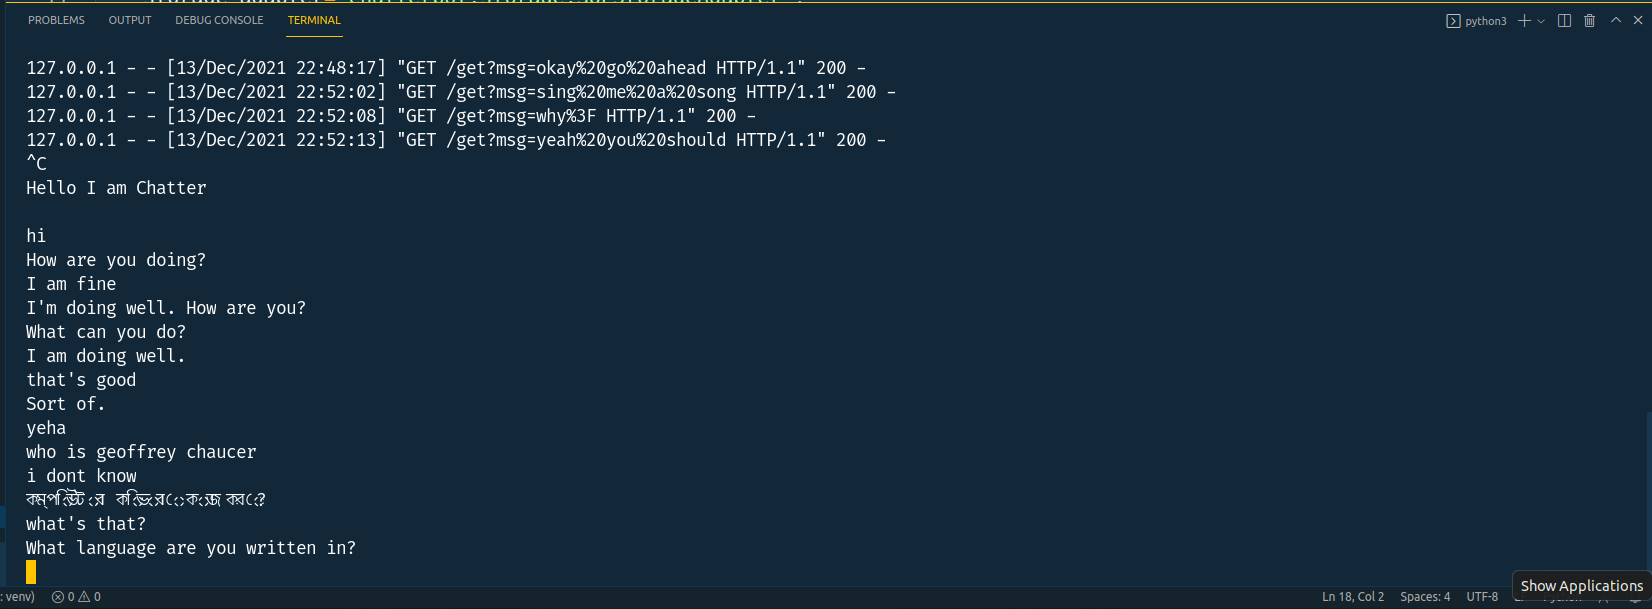 PROBLEMS OUTPUT DEBUG CONSOLE TERMINAL python3
127.0.0.1 - - [13/Dec/2021 22:48:17] "GET /get?msg=okay%20go%20ahead HTTP/1.1" 200 -
127.0.0.1 - - [13/Dec/2021 22:52:02] "GET /get?msg=sing%20me%20a%20song HTTP/1.1" 200 -
127.0.0.1 - - [13/Dec/2021 22:52:08] "GET /get?msg=why%3F HTTP/1.1" 200 -
127.0.0.1 - - [13/Dec/2021 22:52:13] "GET /get?msg=yeah%20you%20should HTTP/1.1" 200 -
^C
Hello I am Chatter
hi
How are you doing?
I am fine
I'm doing well. How are you?
What can you do?
I am doing well.
that's good
Sort of.
yeha
who is geoffrey chaucer
i dont know
কম্পিউটার কিভাবে কাজ করে?
what's that?
What language are you written in?
: venv) 0 0 Ln 18, Col 2 Spaces: 4 UTF-8
Show Applications